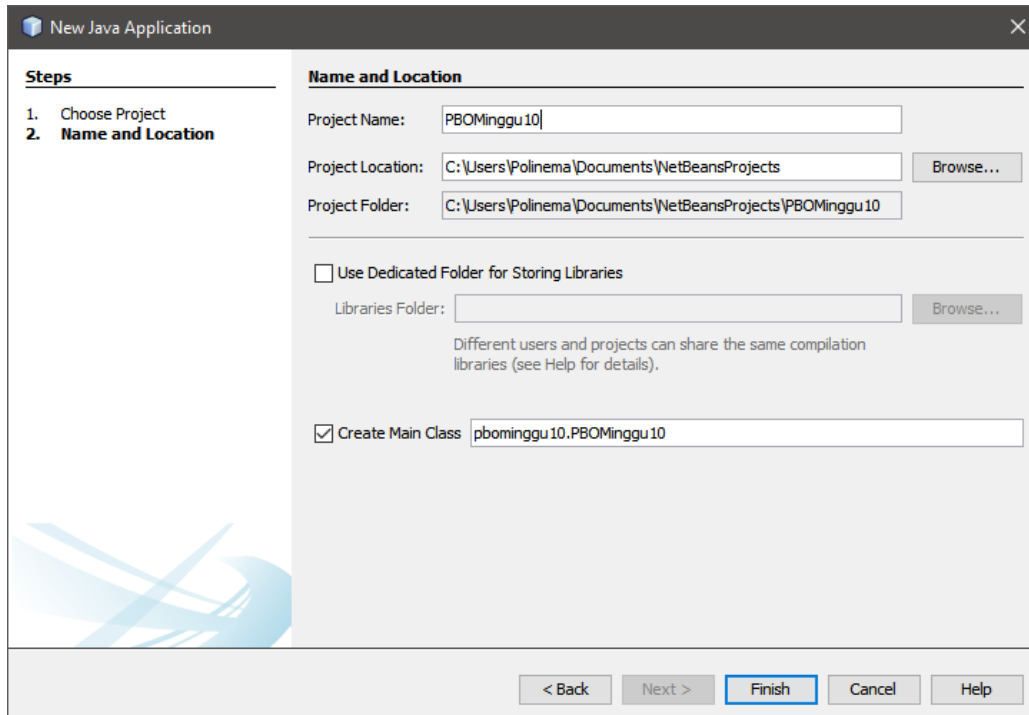 New Java Application
Steps
1. Choose Project
2. Name and Location
Name and Location
Project Name: PBOMinggu10
Project Location: C:\Users\Polinema\Documents\NetBeansProjects Browse...
Project Folder: C:\Users\Polinema\Documents\NetBeansProjects\PBOMinggu10
Use Dedicated Folder for Storing Libraries
Libraries Folder: Browse...
Different users and projects can share the same compilation
libraries (see Help for details).
Create Main Class pbominggu10.PBOMinggu10
< Back Next > Finish Cancel Help